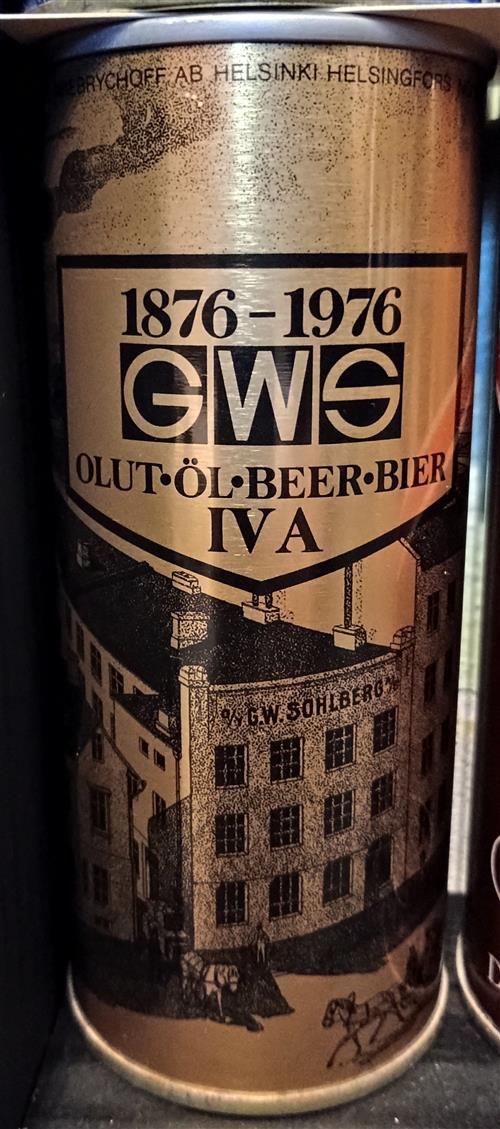 BRYCHOFF AB HELSINKI HELSINGFORS
1876-1976
GWS
OLUT•ÖL•BEER•BIER
IV A
O/Y G.W. SOHLBERG A/B